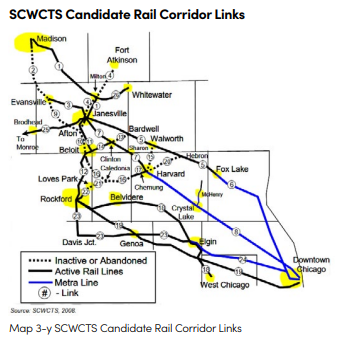 SCWCTS Candidate Rail Corridor Links
Madison
Fort
Atkinson
Milton
Whitewater
Evansville
Janesville
Brodhead
Afton
Bardwell
To
Monroe
Walworth
Beloit
Sharon
Hebron
Clinton
Fox Lake
Caledonia
Harvard
Loves Park
Chemung
Rockford
Belvidere
McHenry
Crystal
Lake
Davis Jct.
Genoa
Elgin
Downtown
Chicago
West Chicago
Inactive or Abandoned
Active Rail Lines
Metra Line
# - Link
Source: SCWCTS, 2008.
Map 3-y SCWCTS Candidate Rail Corridor Links